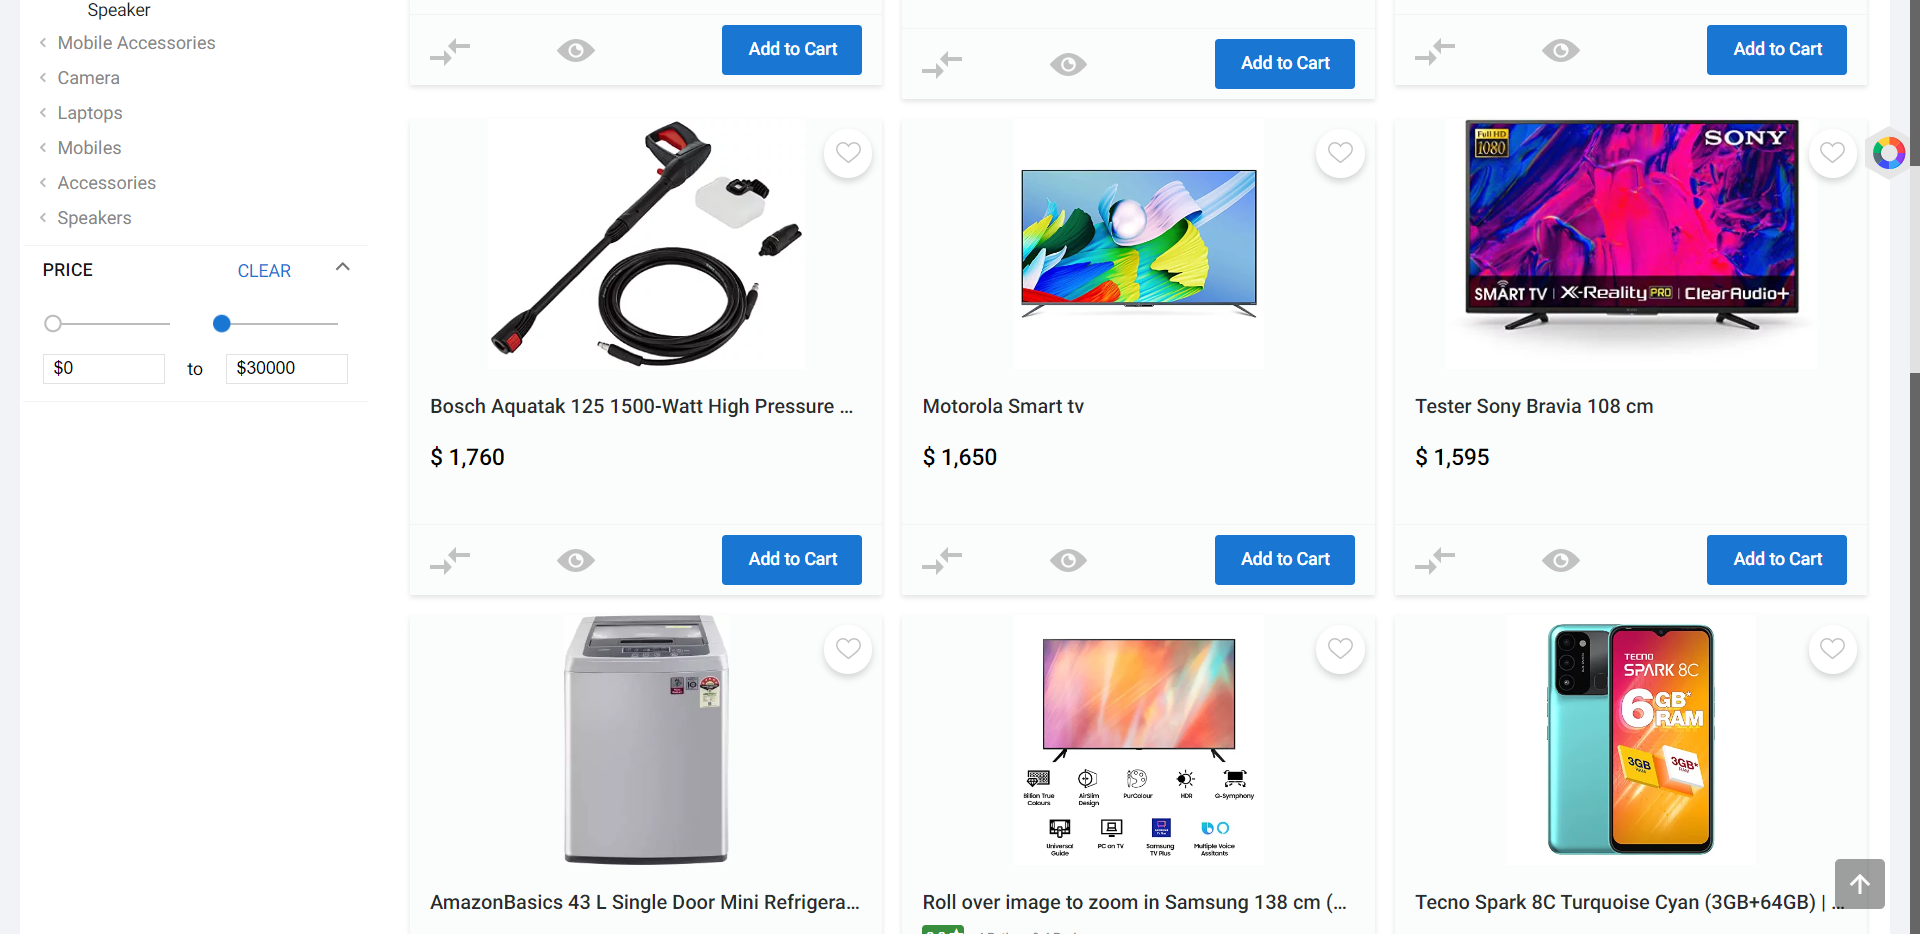 Speaker
Mobile Accessories
Camera
Laptops
Mobiles
Accessories
Speakers
PRICE
CLEAR
$0
to
$30000
Add to Cart
Add to Cart
Add to Cart
Bosch Aquatak 125 1500-Watt High Pressure ...
$ 1,760
Add to Cart
Motorola Smart tv
$ 1,650
Add to Cart
Full HD
1080
SONY
SMART TV | X-Reality PRO | ClearAudio+
Tester Sony Bravia 108 cm
$ 1,595
Add to Cart
AmazonBasics 43 L Single Door Mini Refrigera...
Billion True Colours
AirSlim Design
PurColour
HDR
Q-Symphony
Universal Guide
PC on TV
Samsung TV Plus
Multiple Voice Assitants
Roll over image to zoom in Samsung 138 cm (...
TECNO
SPARK 8C
6GB*
RAM
3GB
3GB*
Tecno Spark 8C Turquoise Cyan (3GB+64GB) | ...